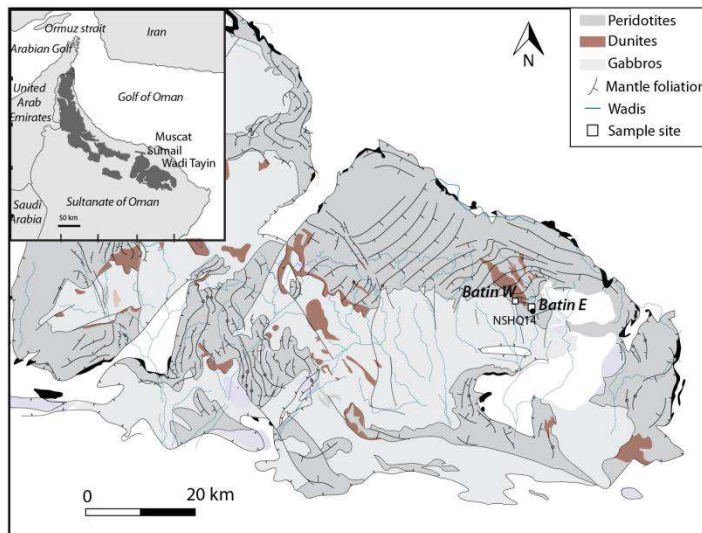 Ormuz strait
Iran
Arabian Golf
United
Arab
Emirates
Golf of Oman
Muscat
Sumail
Wadi Tayin
Saudi
Arabia
Sultanate of Oman
50 km
N
Peridotites
Dunites
Gabbros
Mantle foliation
Wadis
Sample site
Batin W
Batin E
NSHQ14
0
20 km